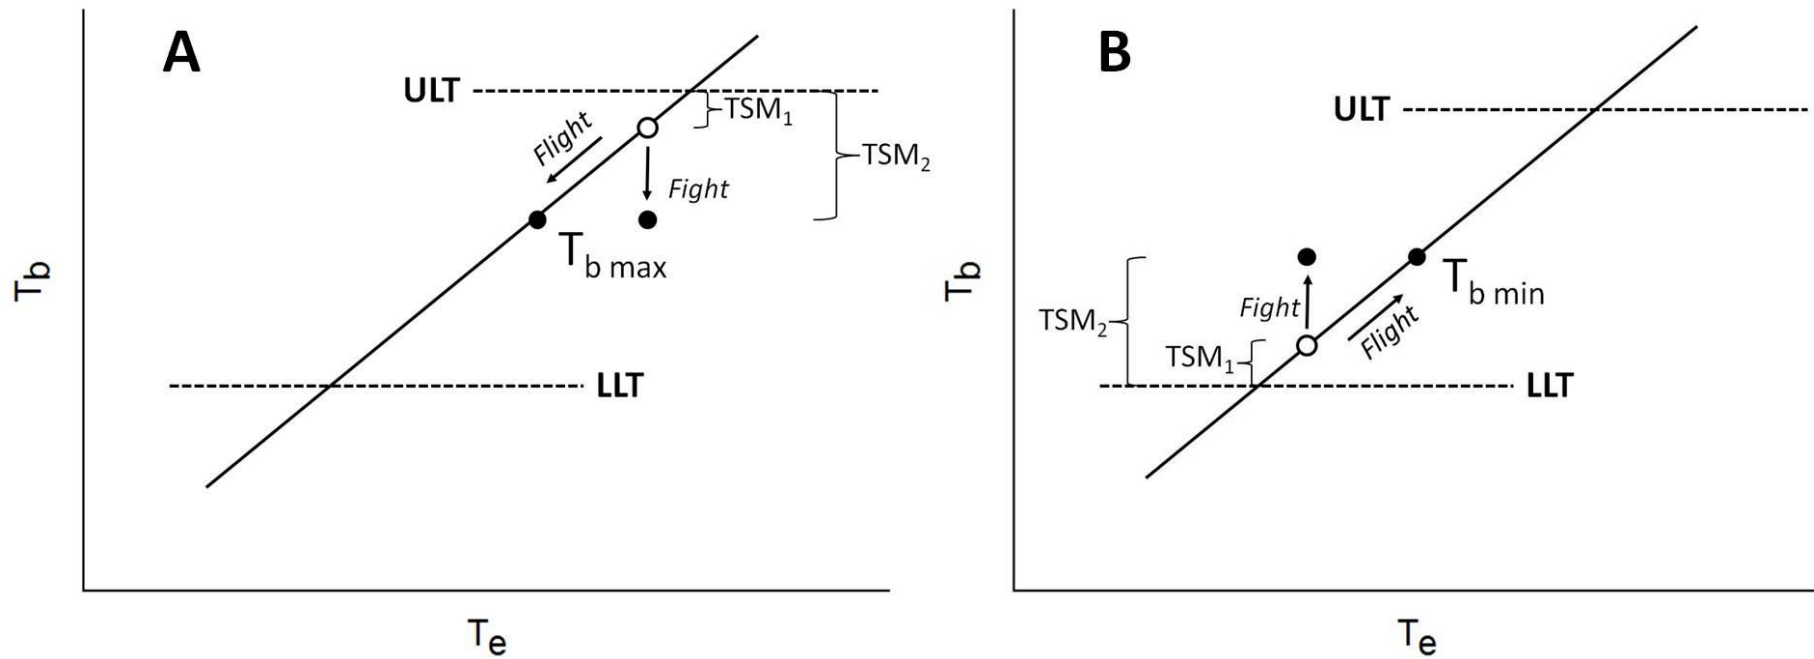 A
ULT
TSM1
Flight
TSM2
Fight
Tb max
Tb
LLT
Te
B
ULT
Tb
Tb min
Fight
TSM2
Flight
TSM1
LLT
Te